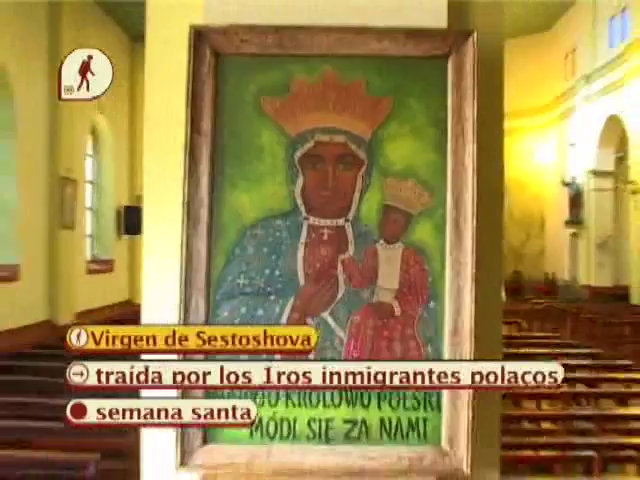 Virgen de Sestoshova
traída por los 1ros inmigrantes polacos
KRÓLOWO POLSKI
semana santa
MÓDL SIĘ ZA NAMI